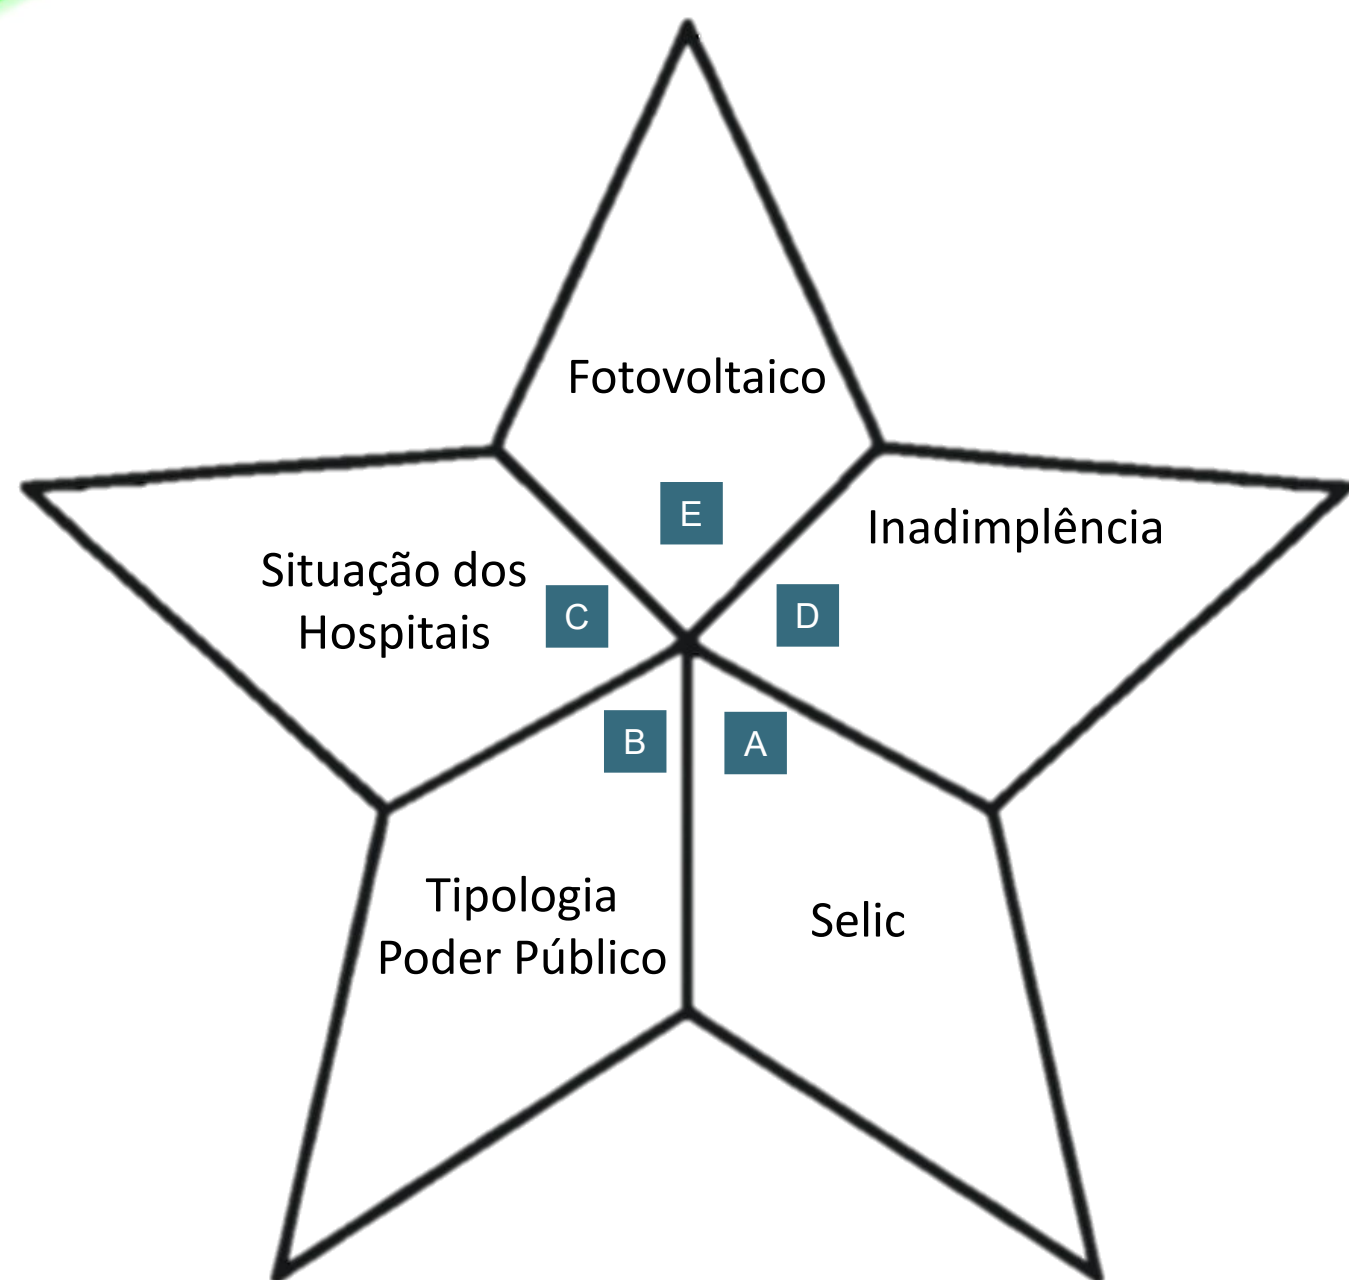 Fotovoltaico
E
Inadimplência
D
Situação dos
Hospitais
C
B
A
Tipologia
Poder Público
Selic